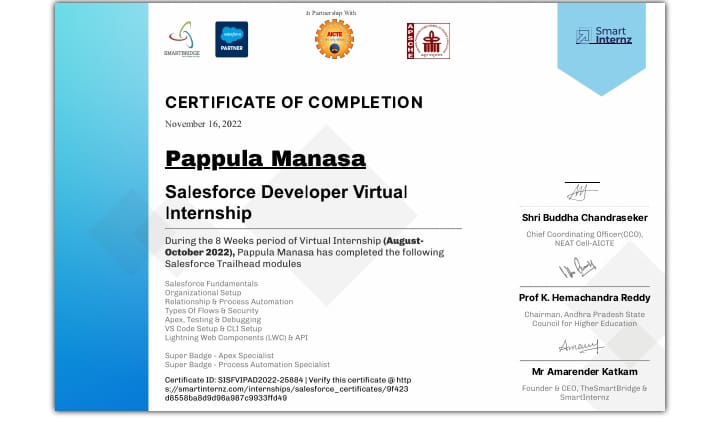 in Partnership With
SMARTBRIDGE
salesforce
PARTNER
AICTE
APSCHE
Smart
Internz
CERTIFICATE OF COMPLETION
November 16, 2022
Pappula Manasa
Salesforce Developer Virtual
Internship
During the 8 Weeks period of Virtual Internship (August-
October 2022), Pappula Manasa has completed the following
Salesforce Trailhead modules
Salesforce Fundamentals
Organizational Setup
Relationship & Process Automation
Types Of Flows & Security
Apex, Testing & Debugging
VS Code Setup & CLI Setup
Lightning Web Components (LWC) & API
Super Badge - Apex Specialist
Super Badge - Process Automation Specialist
Certificate ID: SISFVIPAD2022-25884 | Verify this certificate @ http
s://smartinternz.com/internships/salesforce_certificates/9f423
d8558ba8d9d98a987c9933ffd49
Shri Buddha Chandraseker
Chief Coordinating Officer(CCO),
NEAT Cell-AICTE
Prof K. Hemachandra Reddy
Chairman, Andhra Pradesh State
Council for Higher Education
Mr Amarender Katkam
Founder & CEO, TheSmartBridge &
SmartInternz